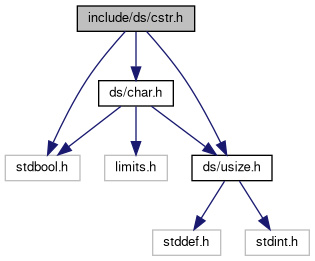 include/ds/cstr.h
ds/char.h
stdbool.h
limits.h
ds/usize.h
stddef.h
stdint.h